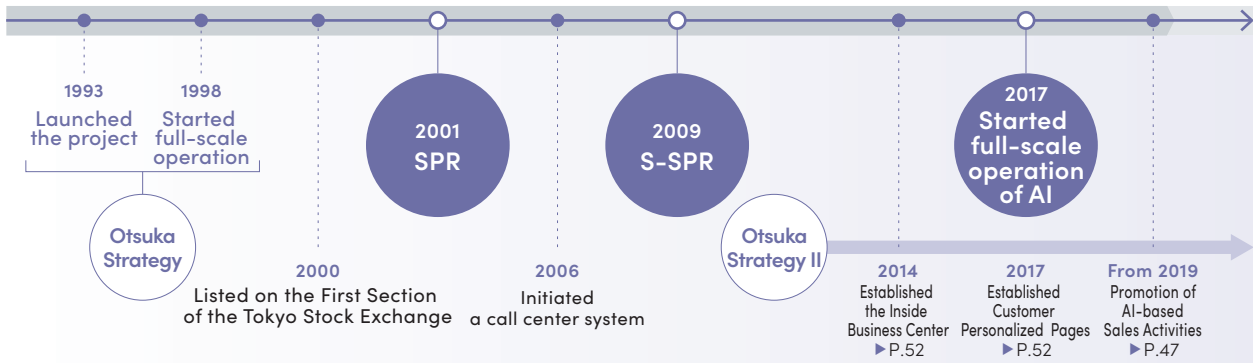 1993
Launched
the project
1998
Started
full-scale
operation
Otsuka
Strategy
2000
Listed on the First Section
of the Tokyo Stock Exchange
2001
SPR
2006
Initiated
a call center system
2009
S-SPR
Otsuka
Strategy II
2014
Established
the Inside
Business Center
▶P.52
2017
Started
full-scale
operation
of AI
2017
Established
Customer
Personalized Pages
▶P.52
From 2019
Promotion of
AI-based
Sales Activities
▶P.47